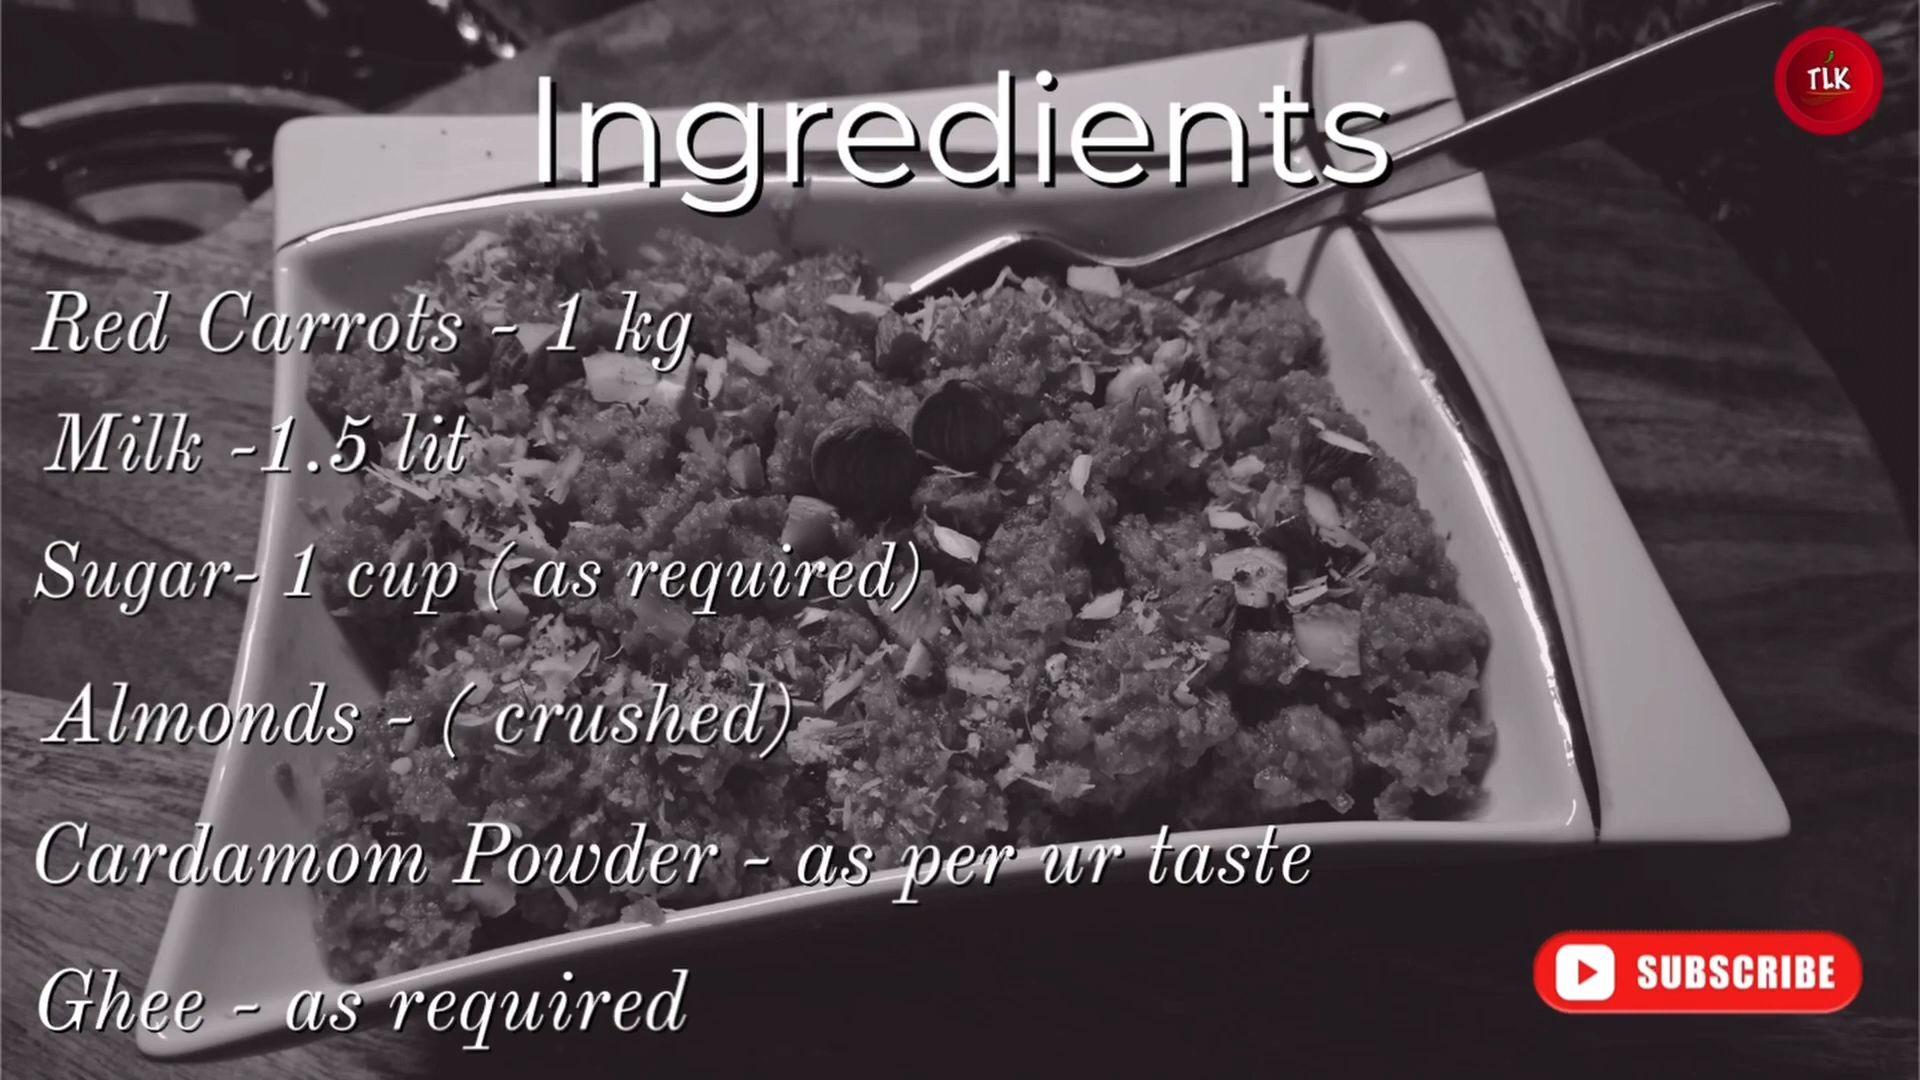 Ingredients
TLK
Red Carrots - 1 kg
Milk -1.5 lit
Sugar- 1 cup ( as required)
Almonds - ( crushed)
Cardamom Powder - as per ur taste
Ghee - as required
SUBSCRIBE